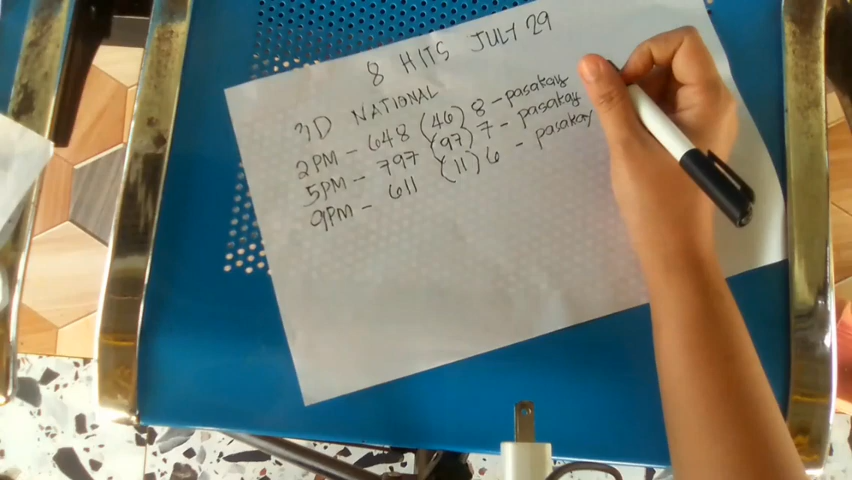 8 HITS JULY 29
3D NATIONAL
2PM - 648 (46) 8 - pasakay
5PM - 797 (97) 7 - pasakay
9PM - 611 (11) 6 - pasakay